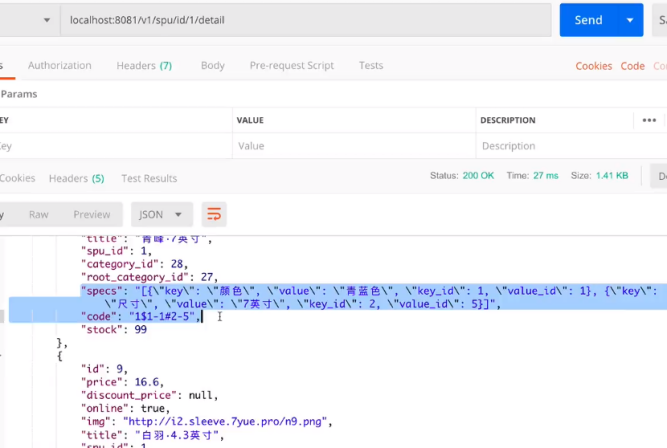 localhost:8081/v1/spu/id/1/detail
Send
Authorization Headers (7) Body Pre-request Script Tests
Cookies Code
Params
VALUE DESCRIPTION •••
Value Description
Cookies Headers (5) Test Results
Status: 200 OK Time: 27 ms Size: 1.41 KB
Raw Preview JSON
"title": "青峰·7英寸",
"spu_id": 1,
"category_id": 28,
"root_category_id": 27,
"specs": "[{\"key\": \"颜色\", \"value\": \"青蓝色\", \"key_id\": 1, \"value_id\": 1}, {\"key\":
\"尺寸\", \"value\": \"7英寸\", \"key_id\": 2, \"value_id\": 5}]",
"code": "1$1-1#2-5",
"stock": 99
},
{
"id": 9,
"price": 16.6,
"discount_price": null,
"online": true,
"img": "http://i2.sleeve.7yue.pro/n9.png",
"title": "白羽·4.3英寸",
"spu_id": 1